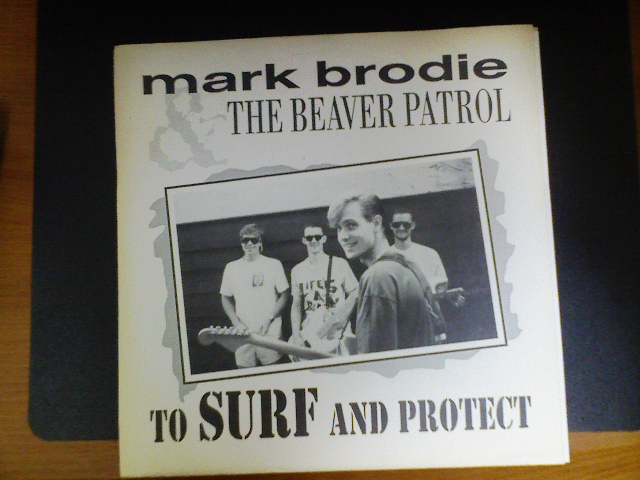 mark brodie
& THE BEAVER PATROL
TO SURF AND PROTECT